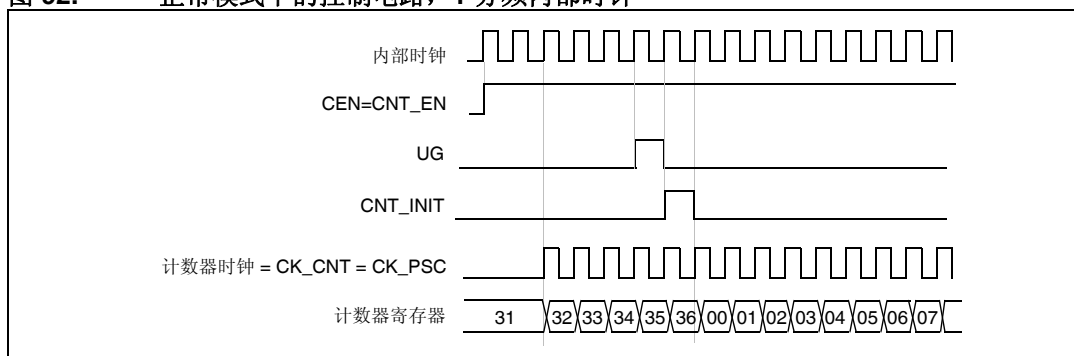 内部时钟
CEN=CNT_EN
UG
CNT_INIT
计数器时钟 = CK_CNT = CK_PSC
计数器寄存器 31 32 33 34 35 36 00 01 02 03 04 05 06 07